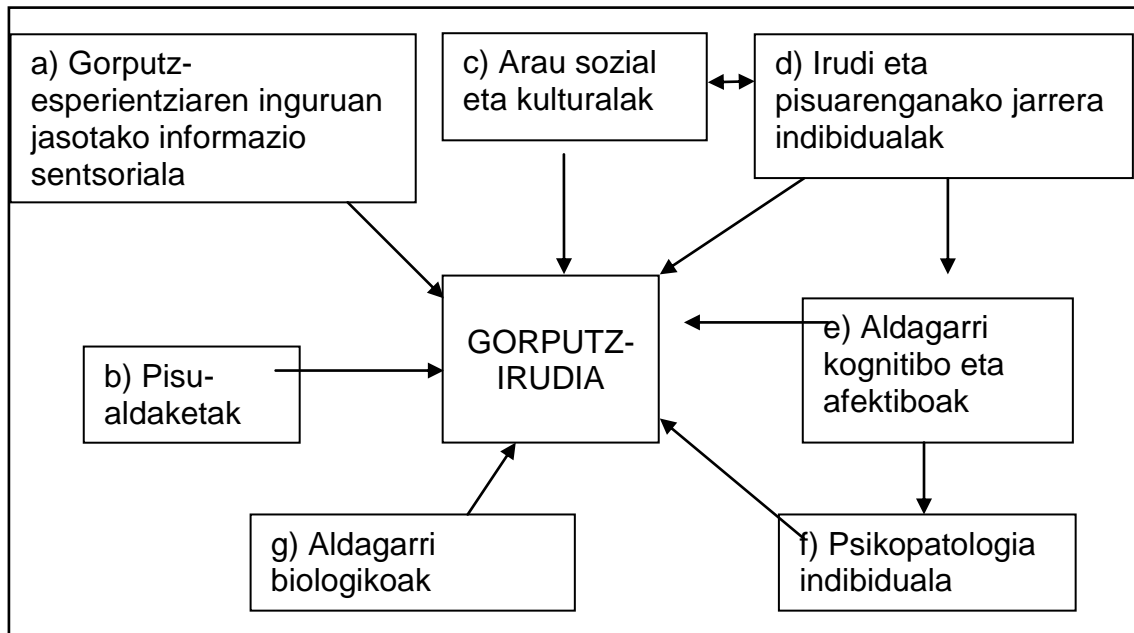 a) Gorputz-
esperientziaren inguruan
jasotako informazio
sentsoriala
c) Arau sozial
eta kulturalak
d) Irudi eta
pisuarenganako jarrera
indibidualak
GORPUTZ-
IRUDIA
b) Pisu-
aldaketak
e) Aldagarri
kognitibo eta
afektiboak
g) Aldagarri
biologikoak
f) Psikopatologia
indibiduala